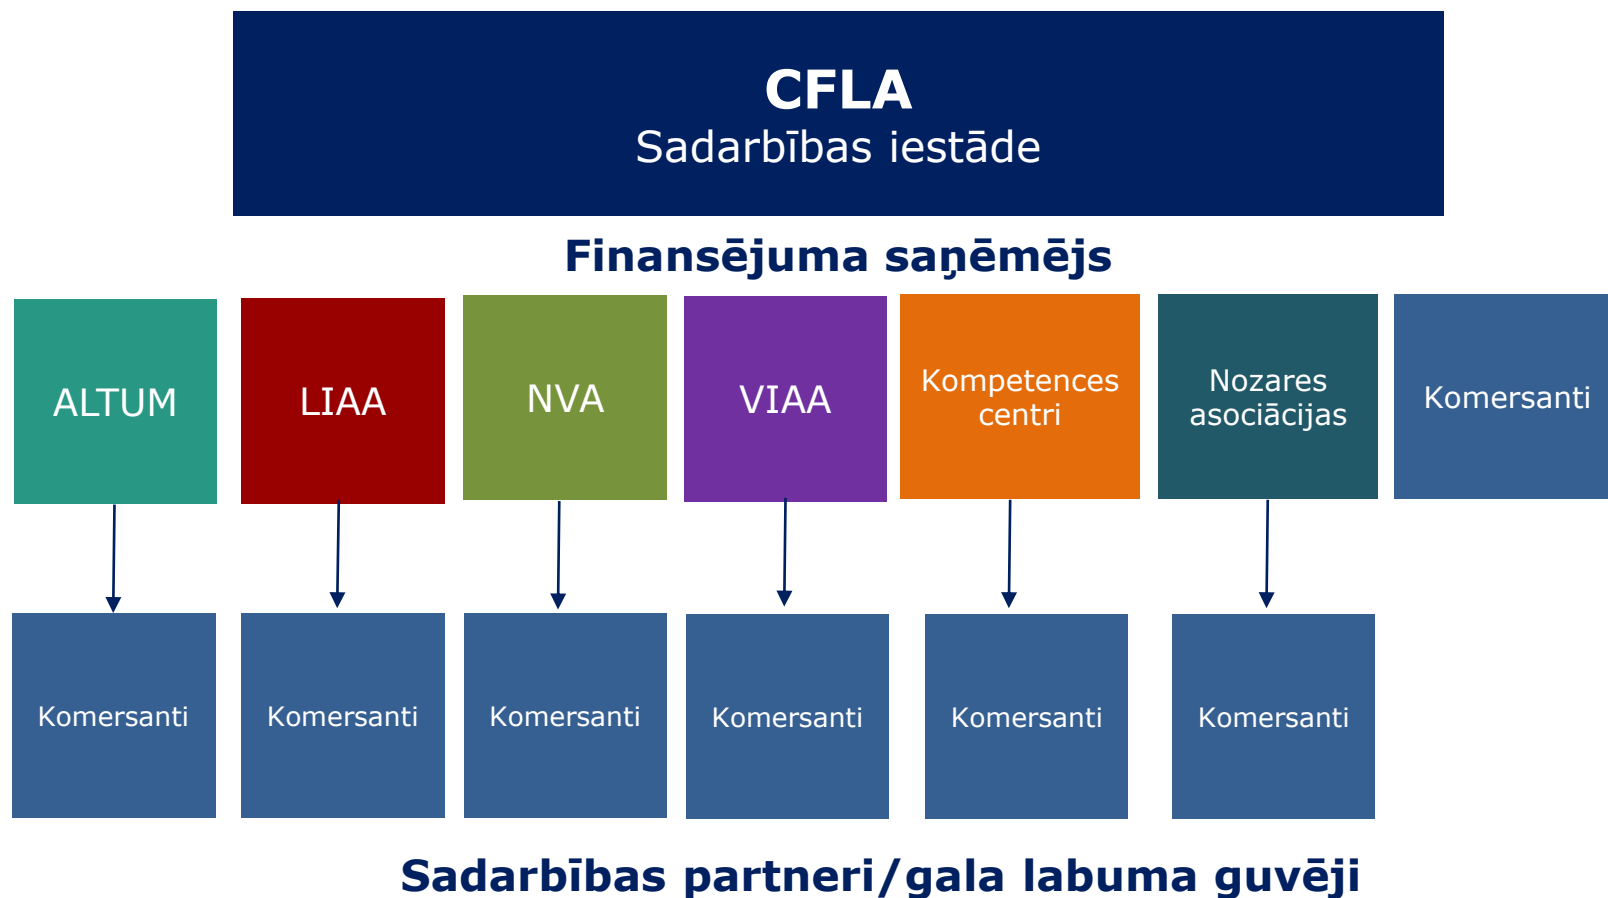 CFLA
Sadarbības iestāde
Finansējuma saņēmējs
ALTUM
LIAA
NVA
VIAA
Kompetences
centri
Nozares
asociācijas
Komersanti
Komersanti
Komersanti
Komersanti
Komersanti
Komersanti
Komersanti
Sadarbības partneri/gala labuma guvēji